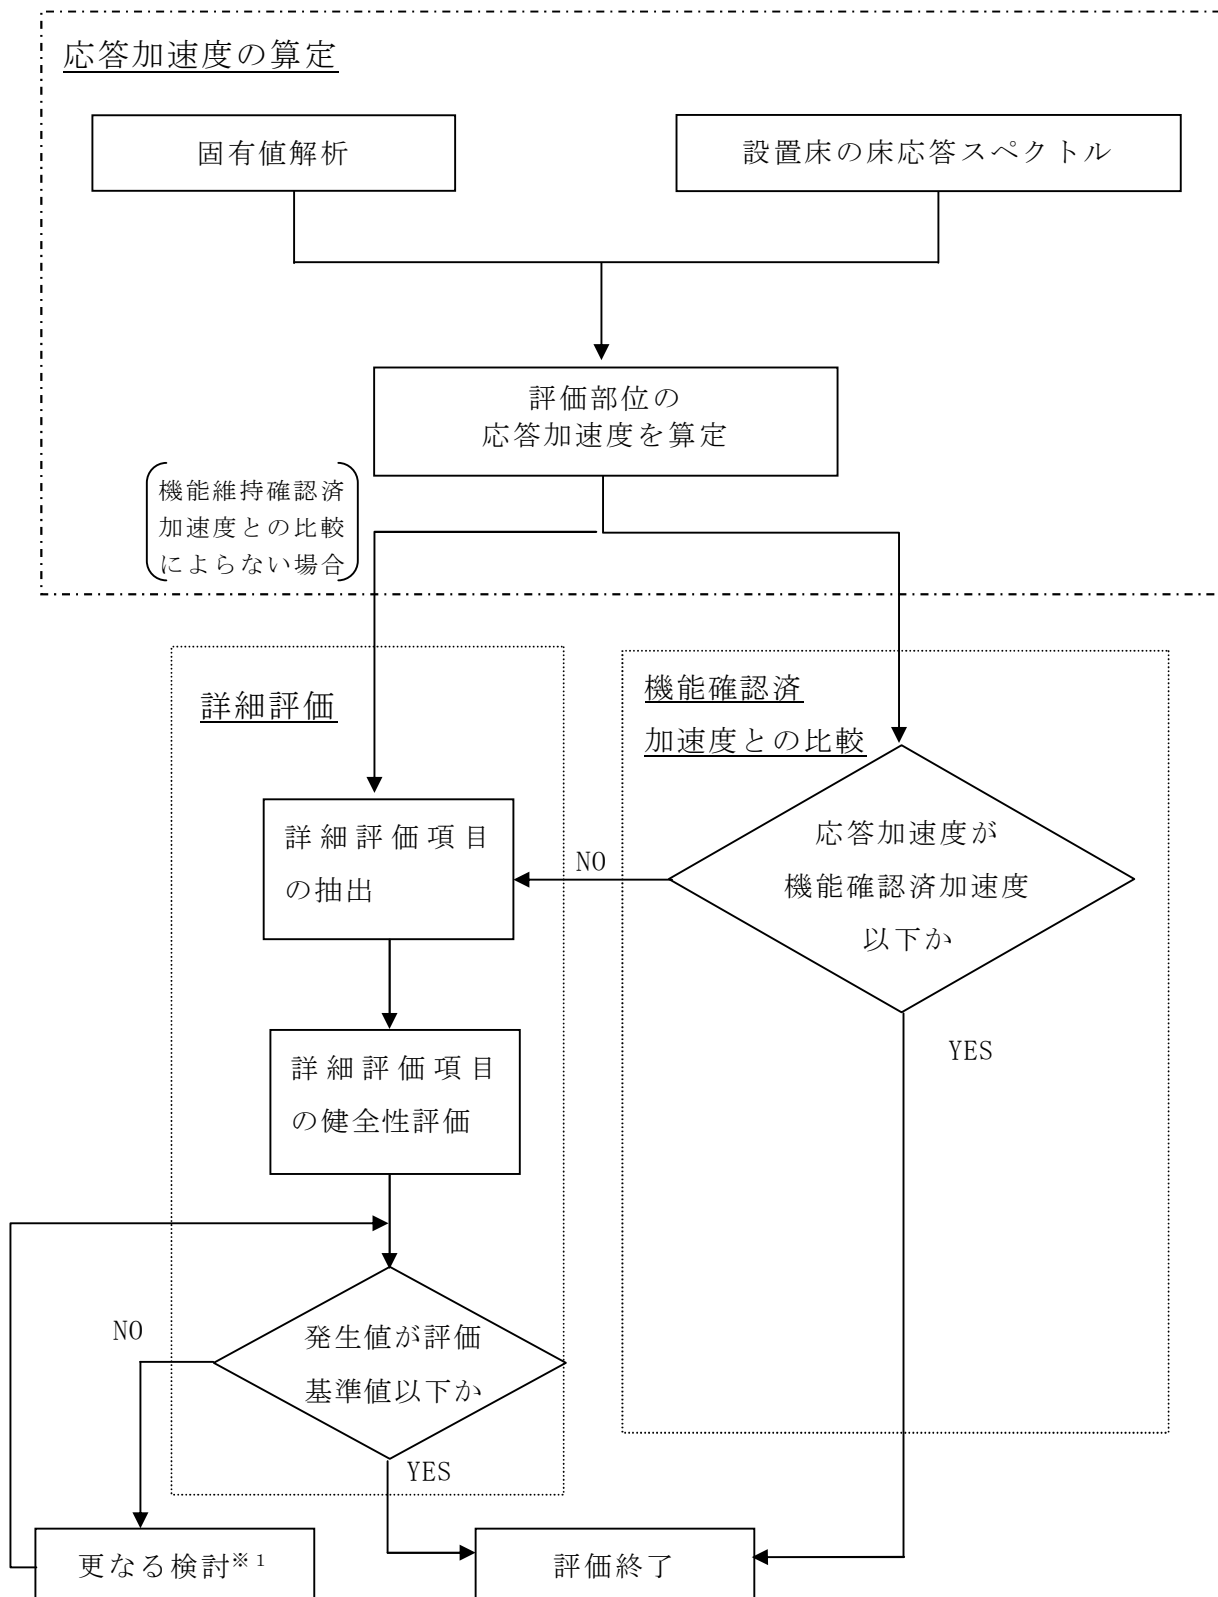 応答加速度の算定
固有値解析
設置床の床応答スペクトル
評価部位の
応答加速度を算定
機能維持確認済
加速度との比較
によらない場合
詳細評価
機能確認済
加速度との比較
詳細評価項目
の抽出
NO
応答加速度が
機能確認済加速度
以下か
YES
詳細評価項目
の健全性評価
NO
発生値が評価
基準値以下か
YES
更なる検討※1
評価終了